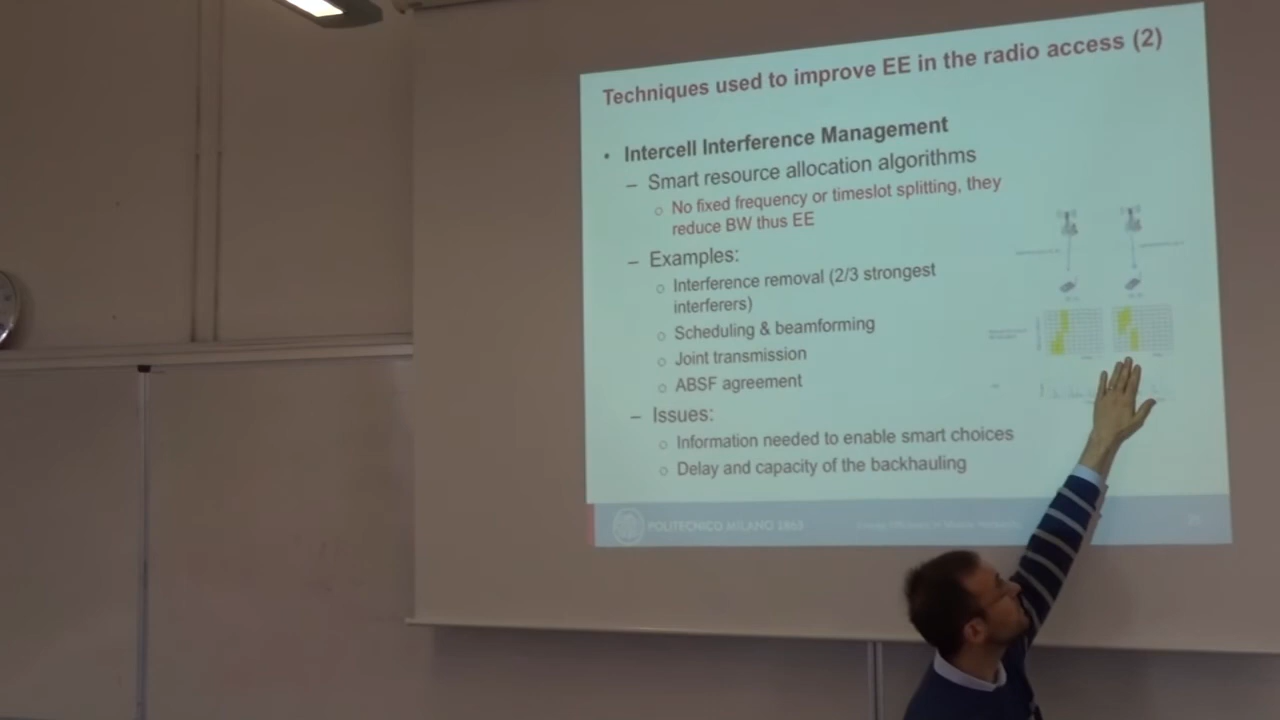 Techniques used to improve EE in the radio access (2)
• Intercell Interference Management
– Smart resource allocation algorithms
○ No fixed frequency or timeslot splitting, they
reduce BW thus EE
– Examples:
○ Interference removal (2/3 strongest
interferers)
○ Scheduling & beamforming
○ Joint transmission
○ ABSF agreement
– Issues:
○ Information needed to enable smart choices
○ Delay and capacity of the backhauling
POLITECNICO MILANO 1863